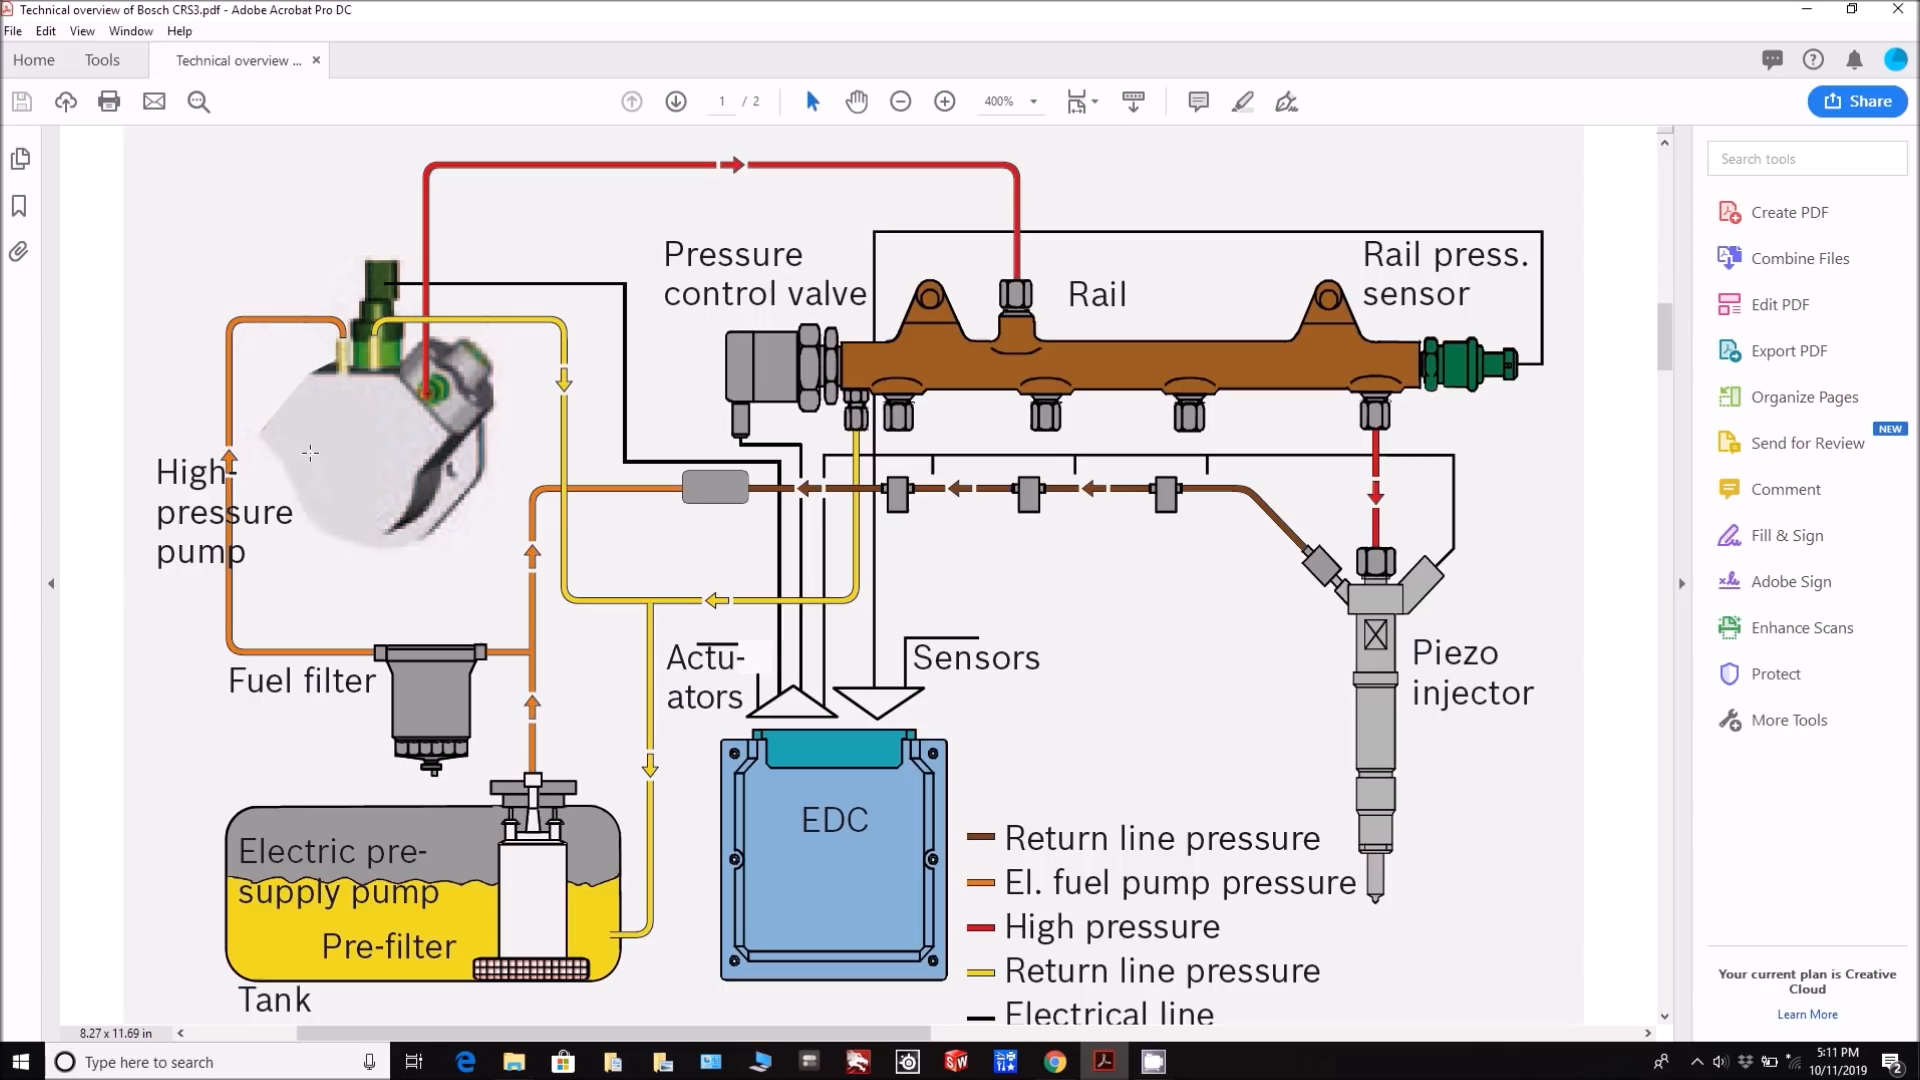 Technical overview of Bosch CRS3.pdf - Adobe Acrobat Pro DC
File Edit View Window Help
Home Tools Technical overview ... ×
1 / 2 400% Share
Search tools
Create PDF
Combine Files
Edit PDF
Export PDF
Organize Pages
Send for Review NEW
Comment
Fill & Sign
Adobe Sign
Enhance Scans
Protect
More Tools
Your current plan is Creative
Cloud
Learn More
Pressure
control valve
Rail
Rail press.
sensor
High-
pressure
pump
Fuel filter
Actu-
ators
Sensors
Piezo
injector
EDC
Electric pre-
supply pump
Pre-filter
Tank
Return line pressure
El. fuel pump pressure
High pressure
Return line pressure
Electrical line
8.27 x 11.69 in
Type here to search
5:11 PM
10/11/2019
2